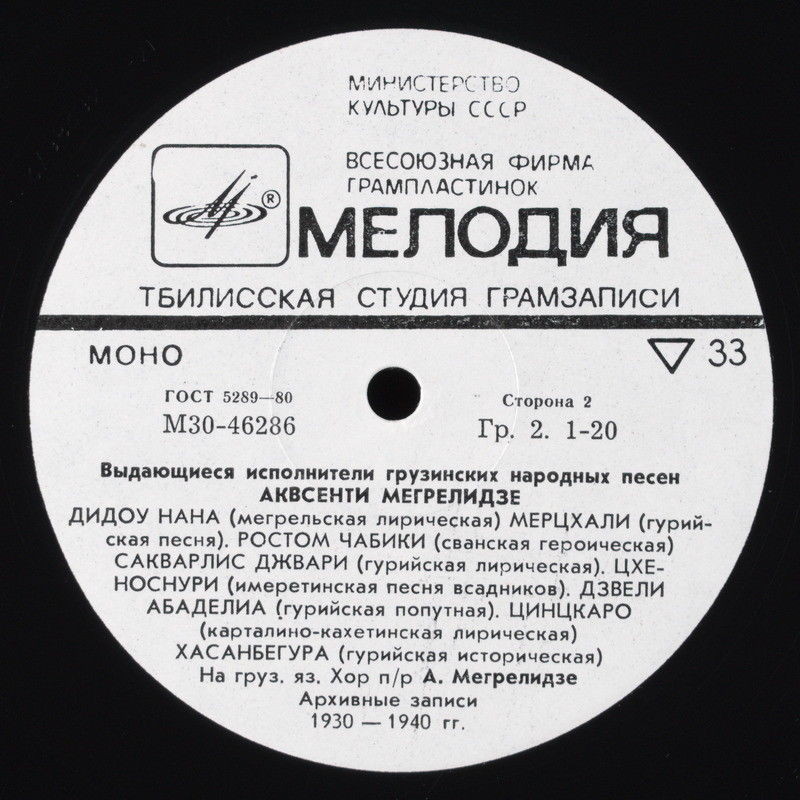 МИНИСТЕРСТВО
КУЛЬТУРЫ СССР
ВСЕСОЮЗНАЯ ФИРМА
ГРАМПЛАСТИНОК
®
МЕЛОДИЯ
ТБИЛИССКАЯ СТУДИЯ ГРАМЗАПИСИ
МОНО
33
ГОСТ 5289—80
Сторона 2
М30-46286
Гр. 2. 1-20
Выдающиеся исполнители грузинских народных песен
АКВСЕНТИ МЕГРЕЛИДЗЕ
ДИДОУ НАНА (мегрельская лирическая) МЕРЦХАЛИ (гурий-
ская песня). РОСТОМ ЧАБИКИ (сванская героическая)
САКВАРЛИС ДЖВАРИ (гурийская лирическая). ЦХЕ-
НОСНУРИ (имеретинская песня всадников). ДЗВЕЛИ
АБАДЕЛИА (гурийская попутная). ЦИНЦКАРО
(карталино-кахетинская лирическая)
ХАСАНБЕГУРА (гурийская историческая)
На груз. яз. Хор п/р А. Мегрелидзе
Архивные записи
1930 — 1940 гг.